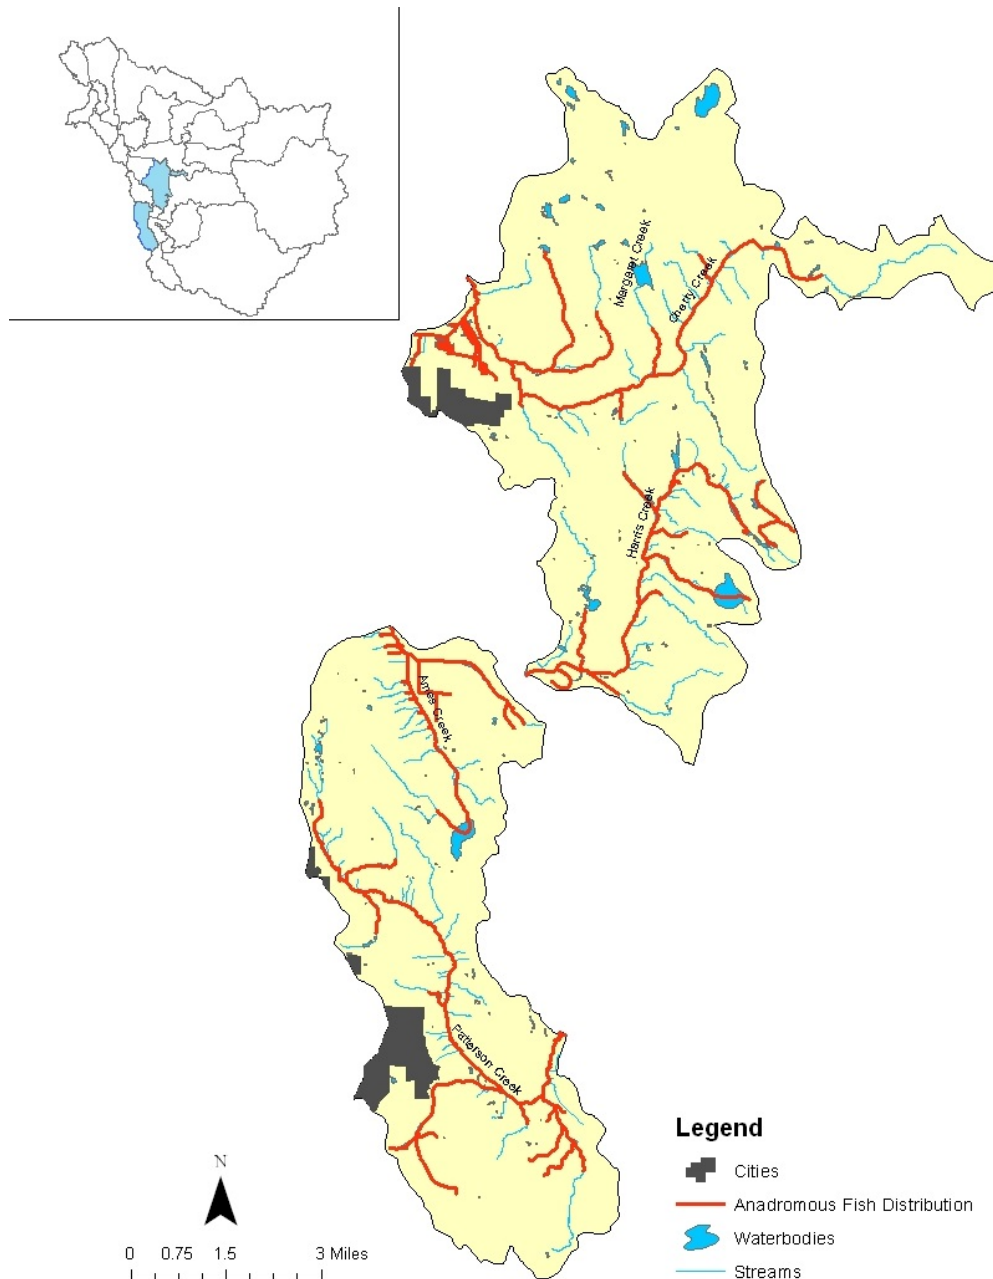 Margaret Creek
Cherry Creek
Harris Creek
Ames Creek
Patterson Creek
Legend
Cities
Anadromous Fish Distribution
Waterbodies
Streams
N
0 0.75 1.5 3 Miles